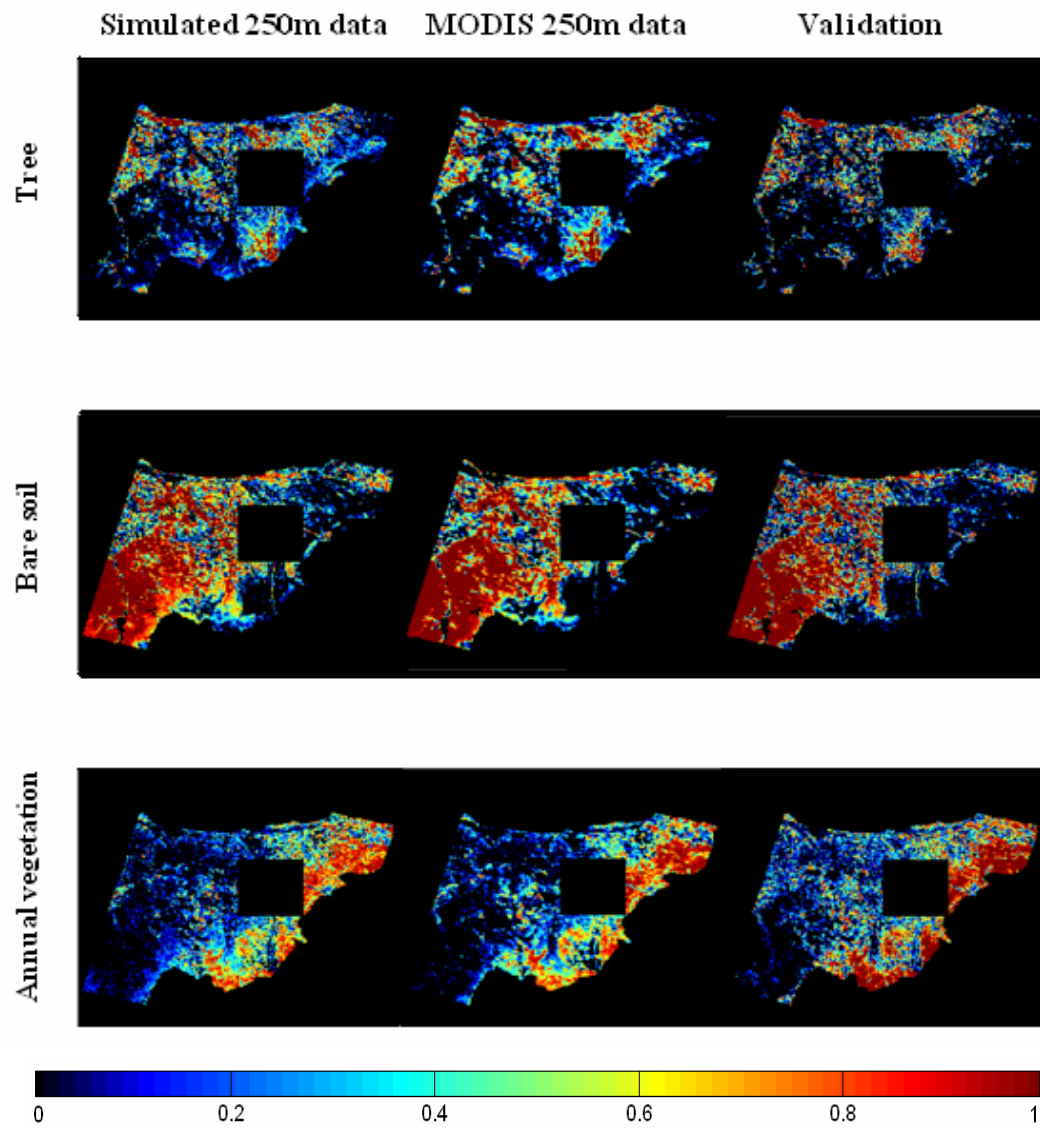 Simulated 250m data MODIS 250m data Validation
Tree
Bare soil
Annual vegetation
0 0.2 0.4 0.6 0.8 1